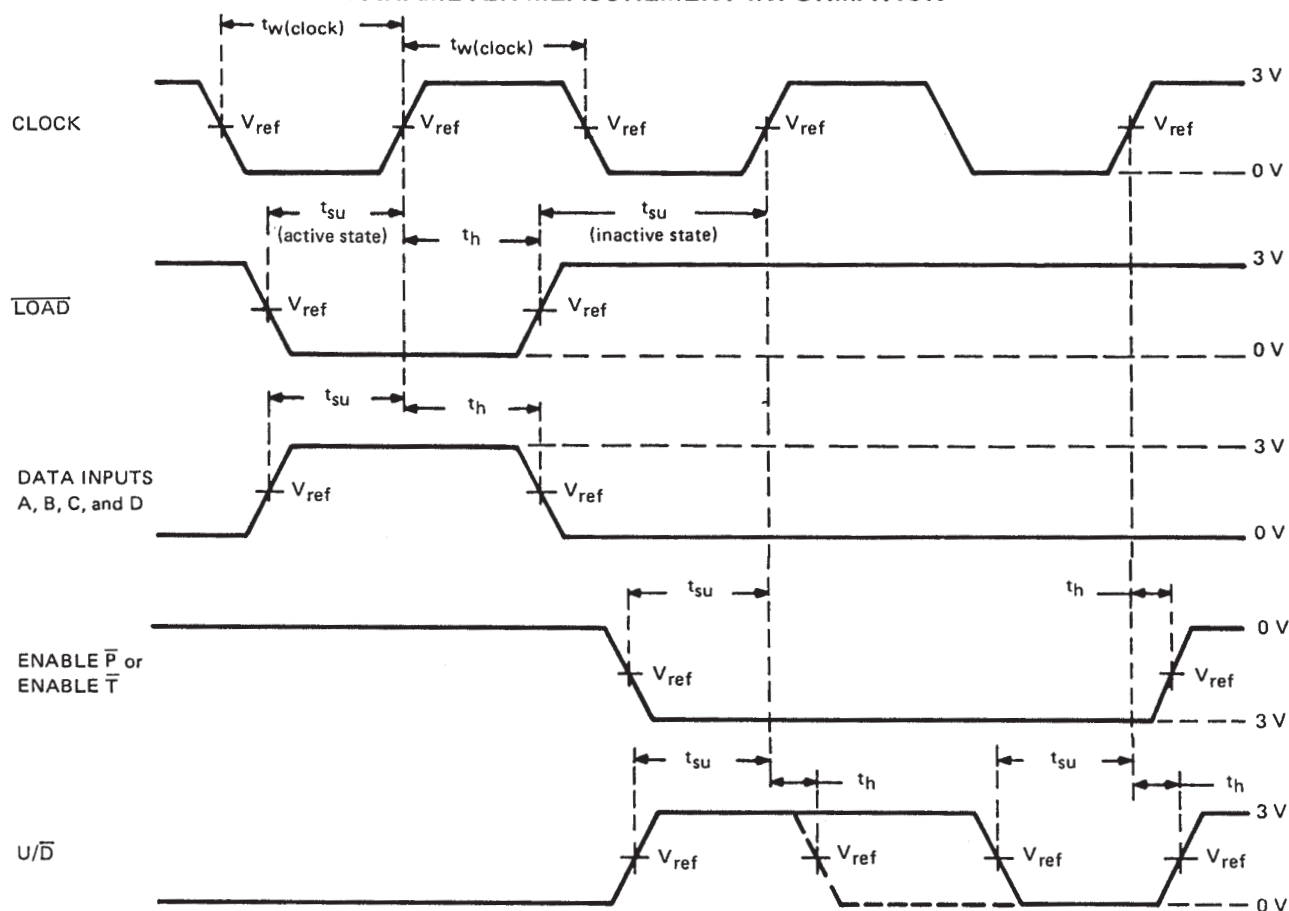 tw(clock)
tw(clock)
3 V
CLOCK
Vref
Vref
Vref
Vref
Vref
0 V
tsu
(active state)
th
tsu
(inactive state)
3 V
LOAD
Vref
Vref
0 V
tsu
th
3 V
DATA INPUTS
A, B, C, and D
Vref
Vref
0 V
tsu
th
0 V
ENABLE P̅ or
ENABLE T̅
Vref
Vref
3 V
tsu
th
tsu
th
3 V
U/D̅
Vref
Vref
Vref
Vref
0 V